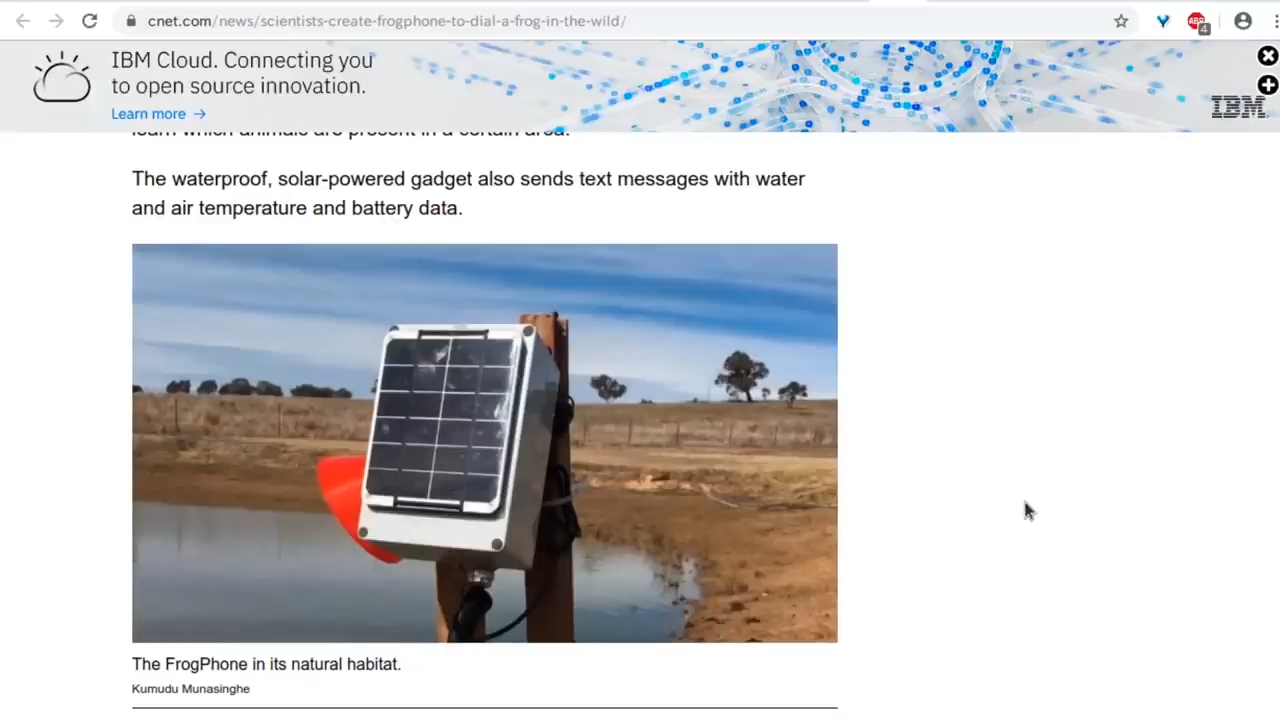 cnet.com/news/scientists-create-frogphone-to-dial-a-frog-in-the-wild/
ABP
4
IBM Cloud. Connecting you
to open source innovation.
Learn more →
IBM
learn which animals are present in a certain area.
The waterproof, solar-powered gadget also sends text messages with water
and air temperature and battery data.
The FrogPhone in its natural habitat.
Kumudu Munasinghe